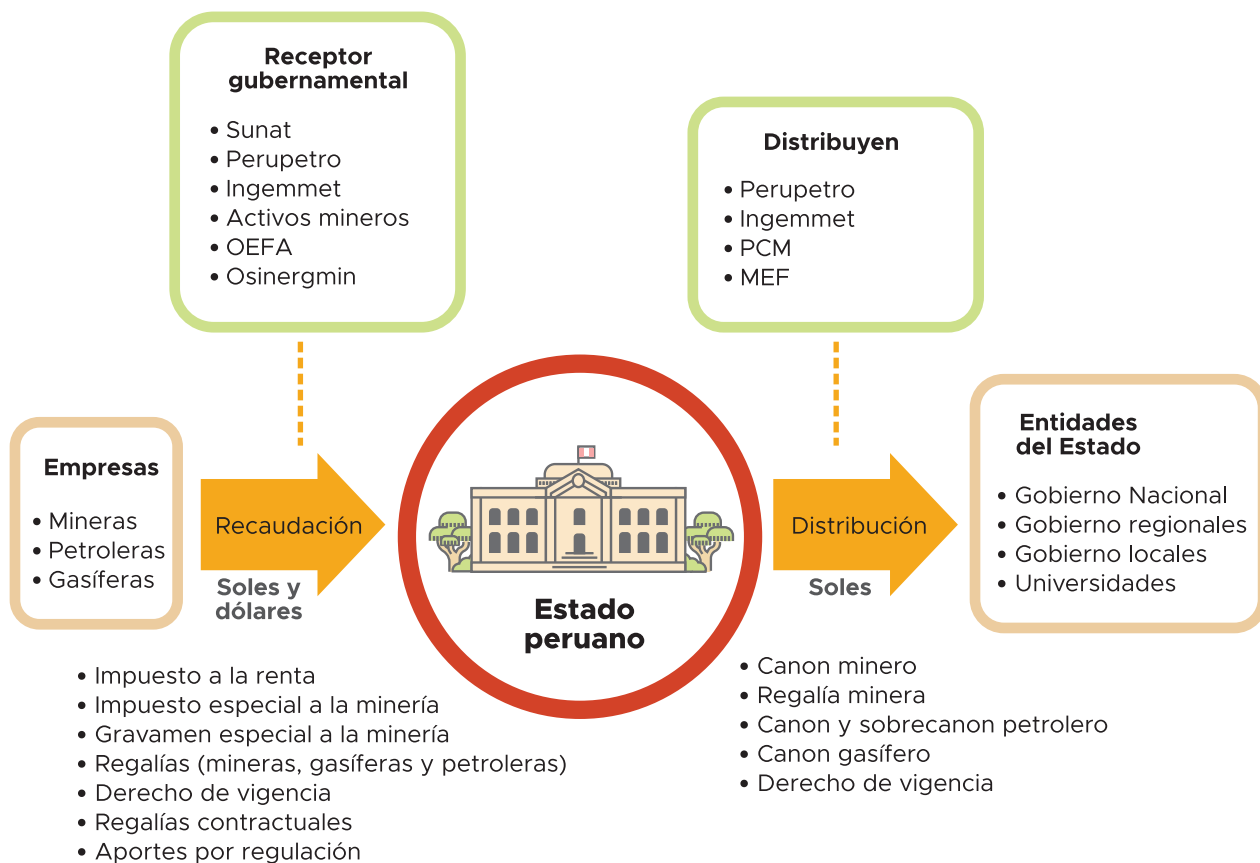 Receptor
gubernamental
• Sunat
• Perupetro
• Ingemmet
• Activos mineros
• OEFA
• Osinergmin
Distribuyen
• Perupetro
• Ingemmet
• PCM
• MEF
Empresas
• Mineras
• Petroleras
• Gasíferas
Recaudación
Soles y
dólares
Estado
peruano
Distribución
Soles
Entidades
del Estado
• Gobierno Nacional
• Gobierno regionales
• Gobierno locales
• Universidades
• Impuesto a la renta
• Impuesto especial a la minería
• Gravamen especial a la minería
• Regalías (mineras, gasíferas y petroleras)
• Derecho de vigencia
• Regalías contractuales
• Aportes por regulación
• Canon minero
• Regalía minera
• Canon y sobrecanon petrolero
• Canon gasífero
• Derecho de vigencia